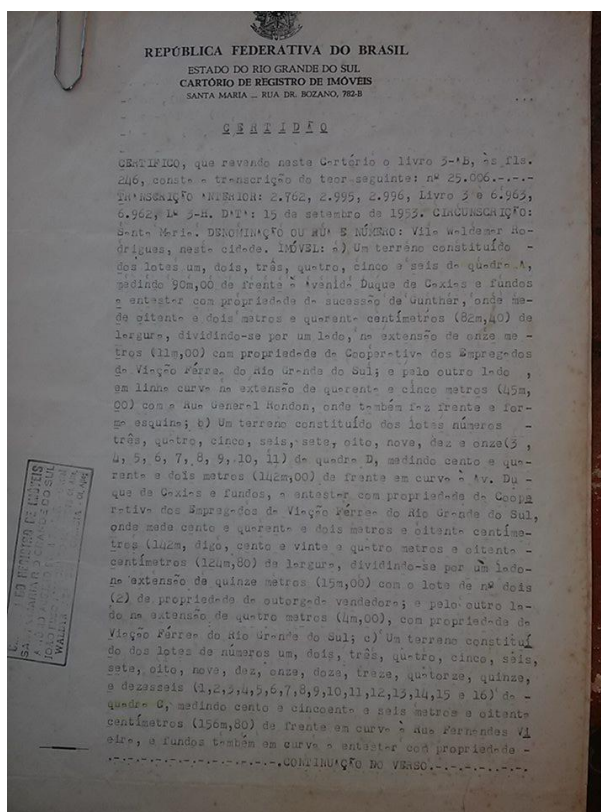 REPÚBLICA FEDERATIVA DO BRASIL
ESTADO DO RIO GRANDE DO SUL
CARTÓRIO DE REGISTRO DE IMÓVEIS
SANTA MARIA _ RUA DR. BOZANO, 782-B
CERTIDÃO
CERTIFICO, que revendo neste Cartório o livro 3-AB, às fls.
246, consta a transcrição do teor seguinte: nº 25.006.-.-.-
TRANSCRIÇÃO ANTERIOR: 2.762, 2.995, 2.996, Livro 3 e 6.963,
6.962, Lº 3-H. DATA: 15 de setembro de 1953. CIRCUNSCRIÇÃO:
Santa Maria. DENOMINAÇÃO OU RUA E NÚMERO: Vila Waldemar Ro-
drigues, nesta cidade. IMÓVEL: a) Um terreno constituído -
dos lotes um, dois, três, quatro, cinco e seis da quadra A,
medindo 90m,00 de frente à Avenida Duque de Caxias e fundos
a entestar com propriedade da sucessão de Gunther, onde me-
de oitenta e dois metros e quarenta centímetros (82m,40) de
largura, dividindo-se por um lado, na extensão de onze me-
tros (11m,00) com propriedade da Cooperativa dos Empregados
da Viação Férrea do Rio Grande do Sul; e pelo outro lado ,
em linha curva na extensão de quarenta e cinco metros (45m,
00) com a Rua General Rondon, onde também faz frente e for-
ma esquina; b) Um terreno constituído dos lotes números -
três, quatro, cinco, seis, sete, oito, nove, dez e onze(3 ,
4, 5, 6, 7, 8, 9, 10, 11) da quadra D, medindo cento e qua-
renta e dois metros (142m,00) de frente em curva à Av. Du-
que de Caxias e fundos, a entestar com propriedade da Coope
rativa dos Empregados da Viação Férrea do Rio Grande do Sul,
onde mede cento e quarenta e dois metros e oitenta centíme-
tros (142m, digo, cento e vinte e quatro metros e oitenta -
centímetros (124m,80) de largura, dividindo-se por um lado-
na extensão de quinze metros (15m,00) com o lote de nº dois
(2) de propriedade da outorgada vendedora; e pelo outro la-
do na extensão de quatro metros (4m,00), com propriedade da
Viação Férrea do Rio Grande do Sul; c) Um terreno constituí
do dos lotes de números um, dois, três, quatro, cinco, seis,
sete, oito, nove, dez, onze, doze, treze, quatorze, quinze,
e dezesseis (1,2,3,4,5,6,7,8,9,10,11,12,13,14,15 e 16) da -
quadra C, medindo cento e cincoenta e seis metros e oitenta
centímetros (156m,80) de frente em curva à Rua Fernandes Vi
eira, e fundos também em curva a entestar com propriedade -
.-.-.-.-.-.-.-.-.-.-.-.CONTINUAÇÃO NO VERSO.-.-.-.-.-.-.
REGISTRO DE IMÓVEIS
RIO GRANDE DO SUL